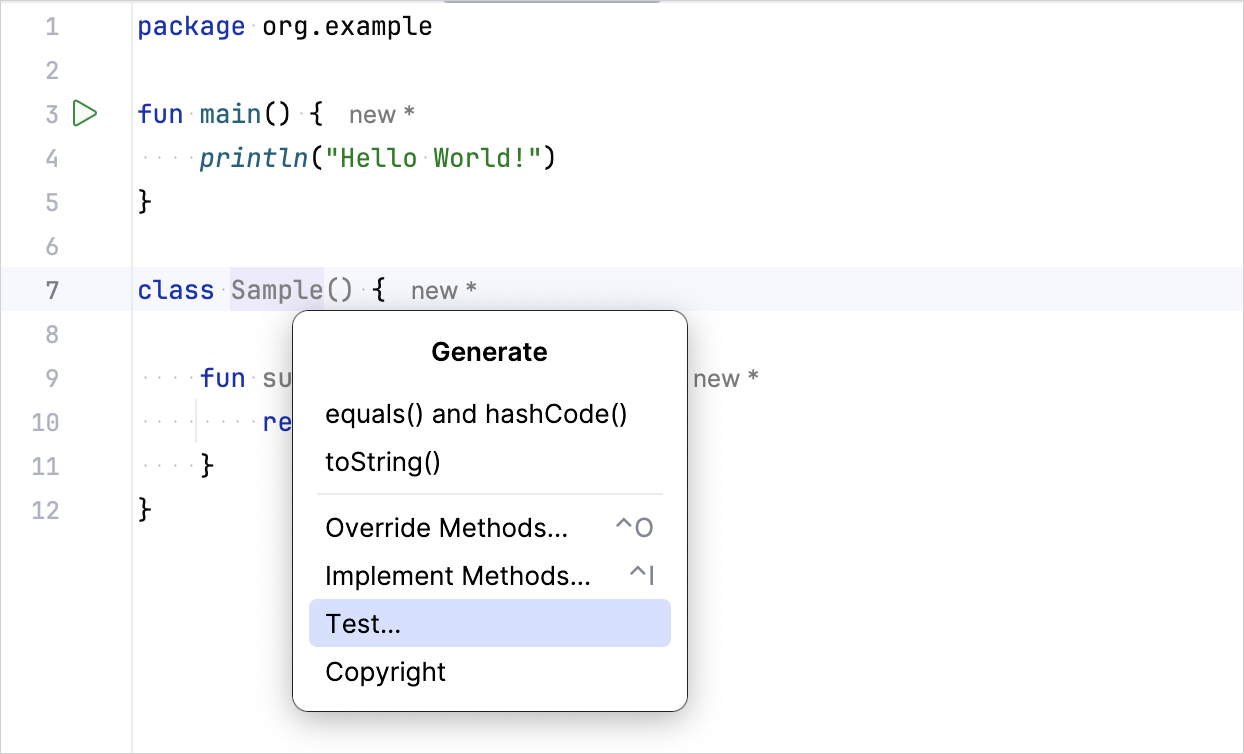 1 package org.example
2
3 fun main() { new *
4 println("Hello World!")
5 }
6
7 class Sample() { new *
8
9 fun su new *
10 re
11 }
12 }
Generate
equals() and hashCode()
toString()
Override Methods... ^O
Implement Methods... ^I
Test...
Copyright